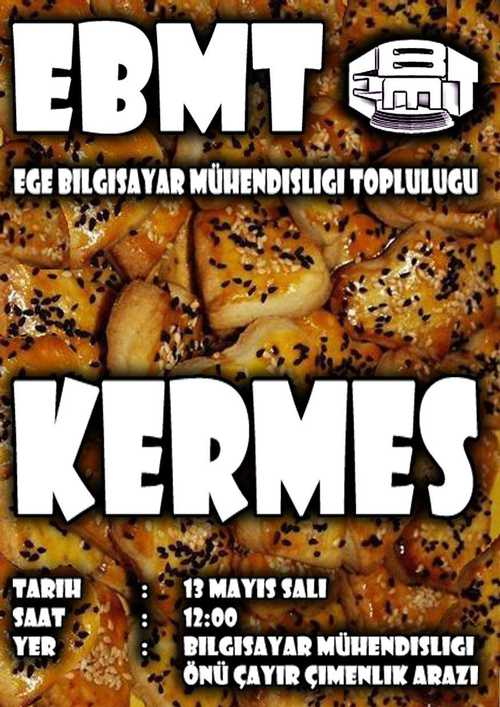 EBMT
EBMT
EGE BILGISAYAR MÜHENDISLIGI TOPLULUGU
KERMES
TARIH : 13 MAYIS SALI
SAAT : 12:00
YER : BILGISAYAR MÜHENDISLIGI
ÖNÜ ÇAYIR ÇIMENLIK ARAZI